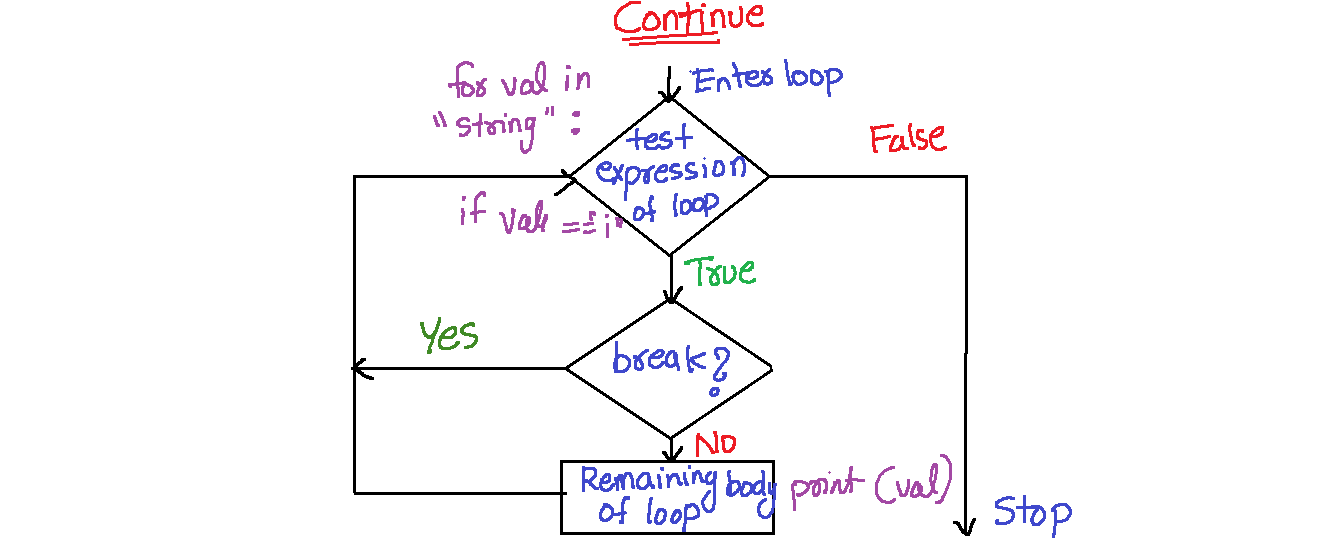 Continue
Enter loop
for val in
"string" :
test
expression
of loop
False
if val == "i"
True
Yes
break?
No
Remaining body
of loop
print (val)
Stop